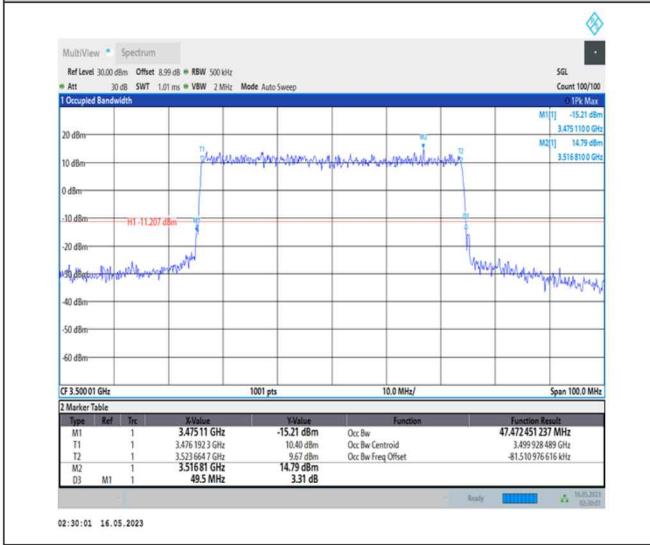 MultiView Spectrum
Ref Level 30.00 dBm Offset 8.99 dB RBW 500 kHz SGL
Att 30 dB SWT 1.01 ms VBW 2 MHz Mode Auto Sweep Count 100/100
1 Occupied Bandwidth 1Pk Max
M1[1] -15.21 dBm
3.475 110 0 GHz
M2[1] 14.79 dBm
3.516 810 0 GHz
20 dBm
M2
T1
T2
10 dBm
0 dBm
-10 dBm
H1 -11.207 dBm
-20 dBm
-30 dBm
-40 dBm
-50 dBm
-60 dBm
CF 3.500 01 GHz 1001 pts 10.0 MHz/ Span 100.0 MHz
2 Marker Table
Type Ref Trc X-Value Y-Value Function Function Result
M1 1 3.475 11 GHz -15.21 dBm Occ Bw 47.472 451 237 MHz
T1 1 3.476 192 3 GHz 10.40 dBm Occ Bw Centroid 3.499 928 489 GHz
T2 1 3.523 664 7 GHz 9.67 dBm Occ Bw Freq Offset -81.510 976 616 kHz
M2 1 3.516 81 GHz 14.79 dBm
D3 M1 1 49.5 MHz 3.31 dB
Ready 16.05.2023
02:30:01
02:30:01 16.05.2023